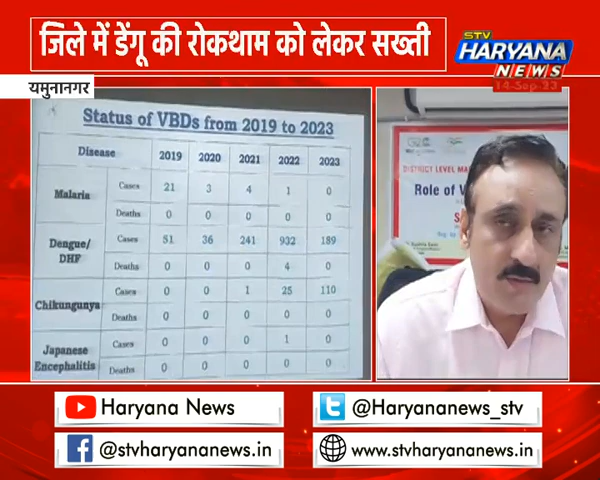 जिले में डेंगू की रोकथाम को लेकर सख्ती
STV
HARYANA
NEWS
14-Sep-23
यमुनानगर
Status of VBDs from 2019 to 2023
Disease 2019 2020 2021 2022 2023
Malaria Cases 21 3 4 1 0
Deaths 0 0 0 0 0
Dengue/DHF Cases 51 36 241 932 189
Deaths 0 0 0 4 0
Chikungunya Cases 0 0 1 25 110
Deaths 0 0 0 0 0
Japanese Encephalitis Cases 0 0 0 1 0
Deaths 0 0 0 0 0
DISTRICT LEVEL
Role of
Haryana News
@Haryananews_stv
@stvharyananews.in
www.stvharyananews.in